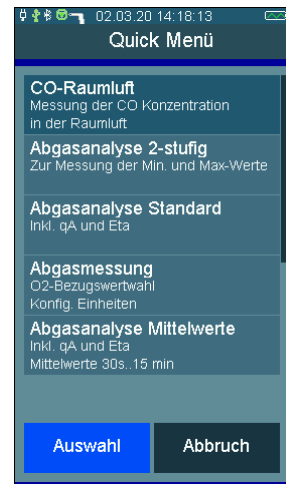 02.03.20 14:18:13
Quick Menü
CO-Raumluft
Messung der CO Konzentration
in der Raumluft
Abgasanalyse 2-stufig
Zur Messung der Min. und Max-Werte
Abgasanalyse Standard
Inkl. qA und Eta
Abgasmessung
O2-Bezugswertwahl
Konfig. Einheiten
Abgasanalyse Mittelwerte
Inkl. qA und Eta
Mittelwerte 30s..15 min
Auswahl
Abbruch